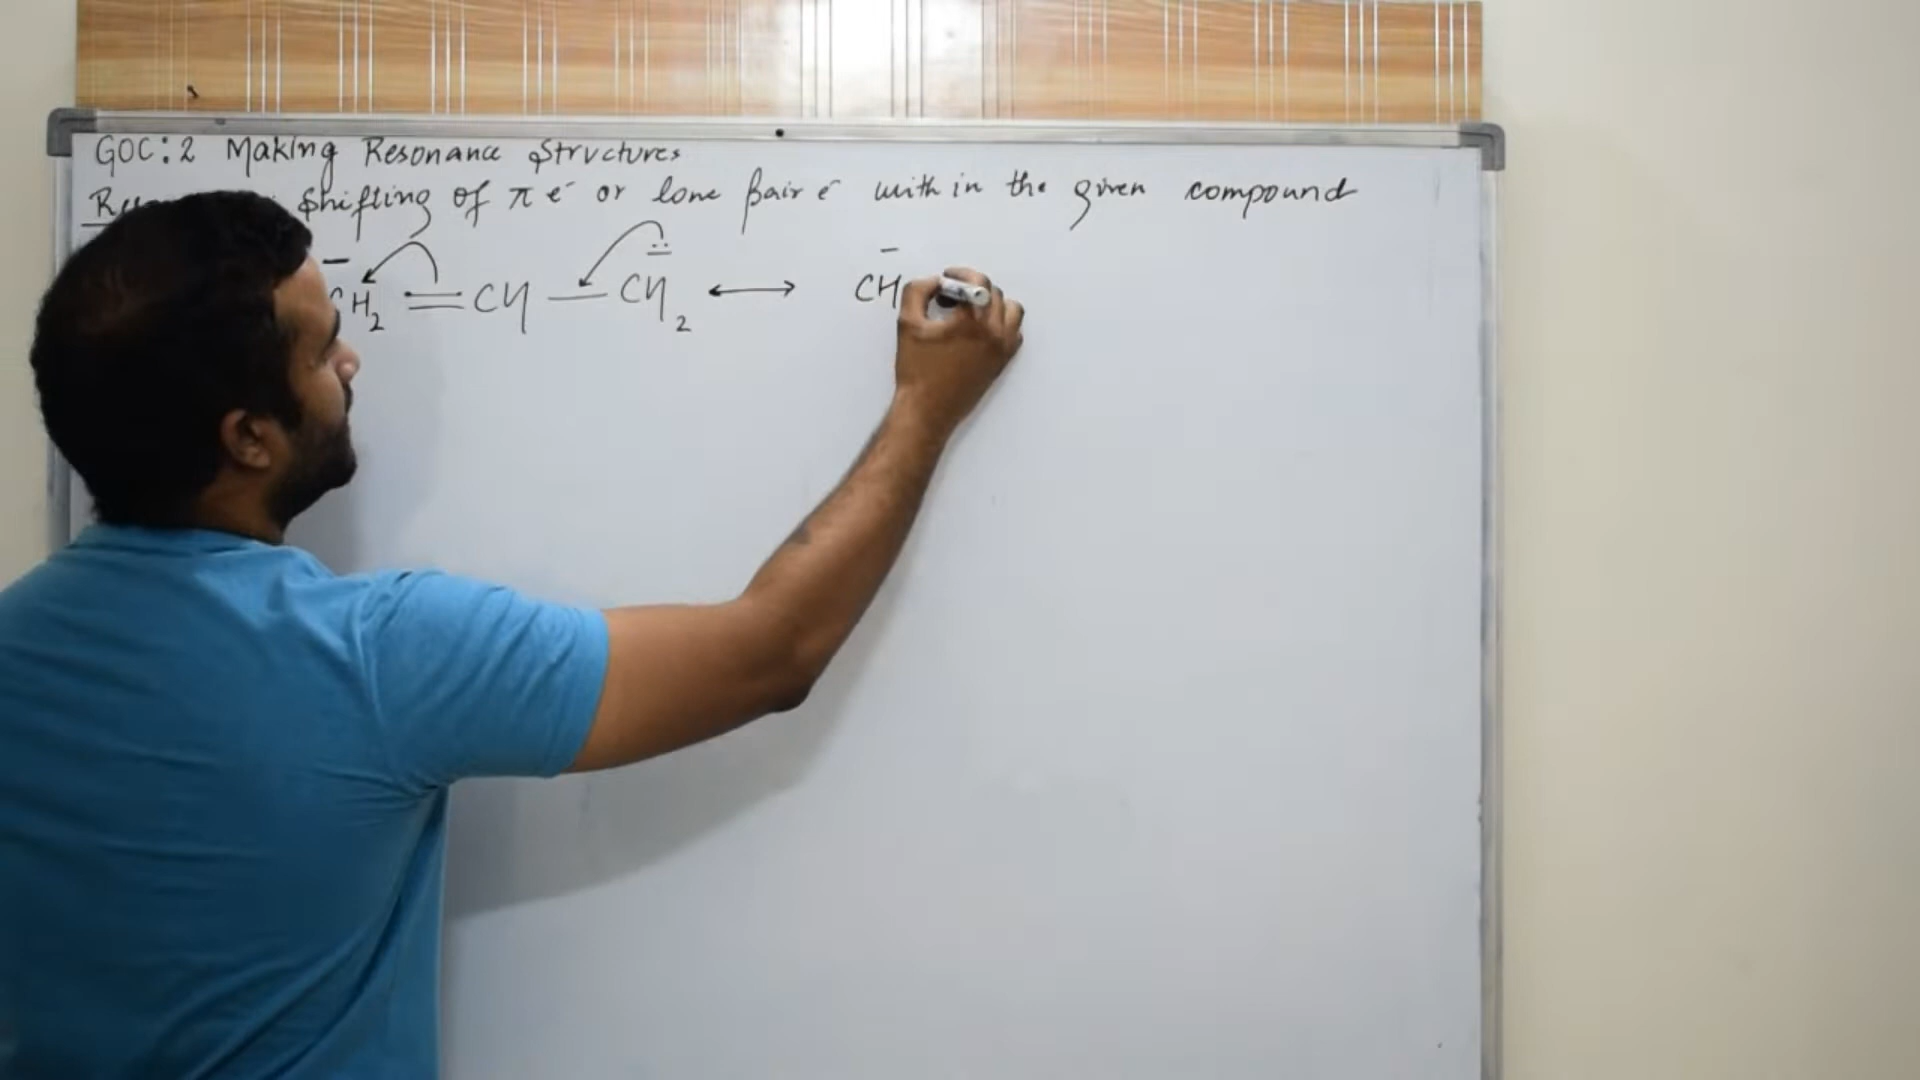 GOC: 2 Making Resonance Structures
shifting of π e⁻ or lone pair e⁻ with in the given compound
CH₂ = CH — CH₂ ⟷ CH